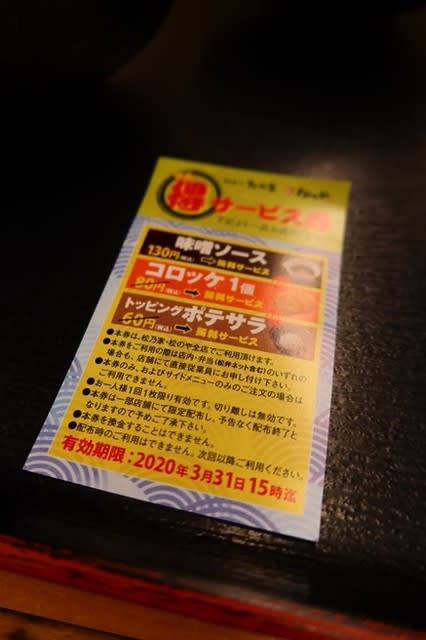 得
サービス券
味噌ソース
130円(税込)⇨無料サービス
コロッケ1個
80円(税込)→無料サービス
トッピングポテサラ
60円(税込)→無料サービス
●本券は、松乃家・松のや全店でご利用頂けます。
●本券をご利用の際は店内・弁当(松弁ネット含む)のいずれの
場合も、店舗にて直接従業員にお申し付け下さい。
●本券のみ、およびサイドメニューのみのご注文の場合は
ご利用できません。
●お一人様1回1枚限り有効です。切り離しは無効です。
●本券は一部店舗にて限定配布し、予告なく配布終了と
なりますので予めご了承下さい。
●本券を換金することはできません。
●配布時のご利用はできません。次回以降ご利用ください。
有効期限:2020年3月31日15時迄